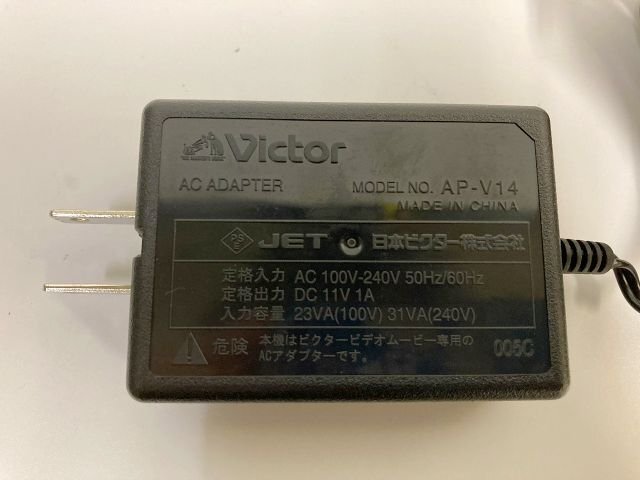 Victor
AC ADAPTER MODEL NO. AP-V14
MADE IN CHINA
PSE JET 日本ビクター株式会社
定格入力 AC 100V-240V 50Hz/60Hz
定格出力 DC 11V 1A
入力容量 23VA(100V) 31VA(240V)
危険 本機はビクタービデオムービー専用の
ACアダプターです。
005C